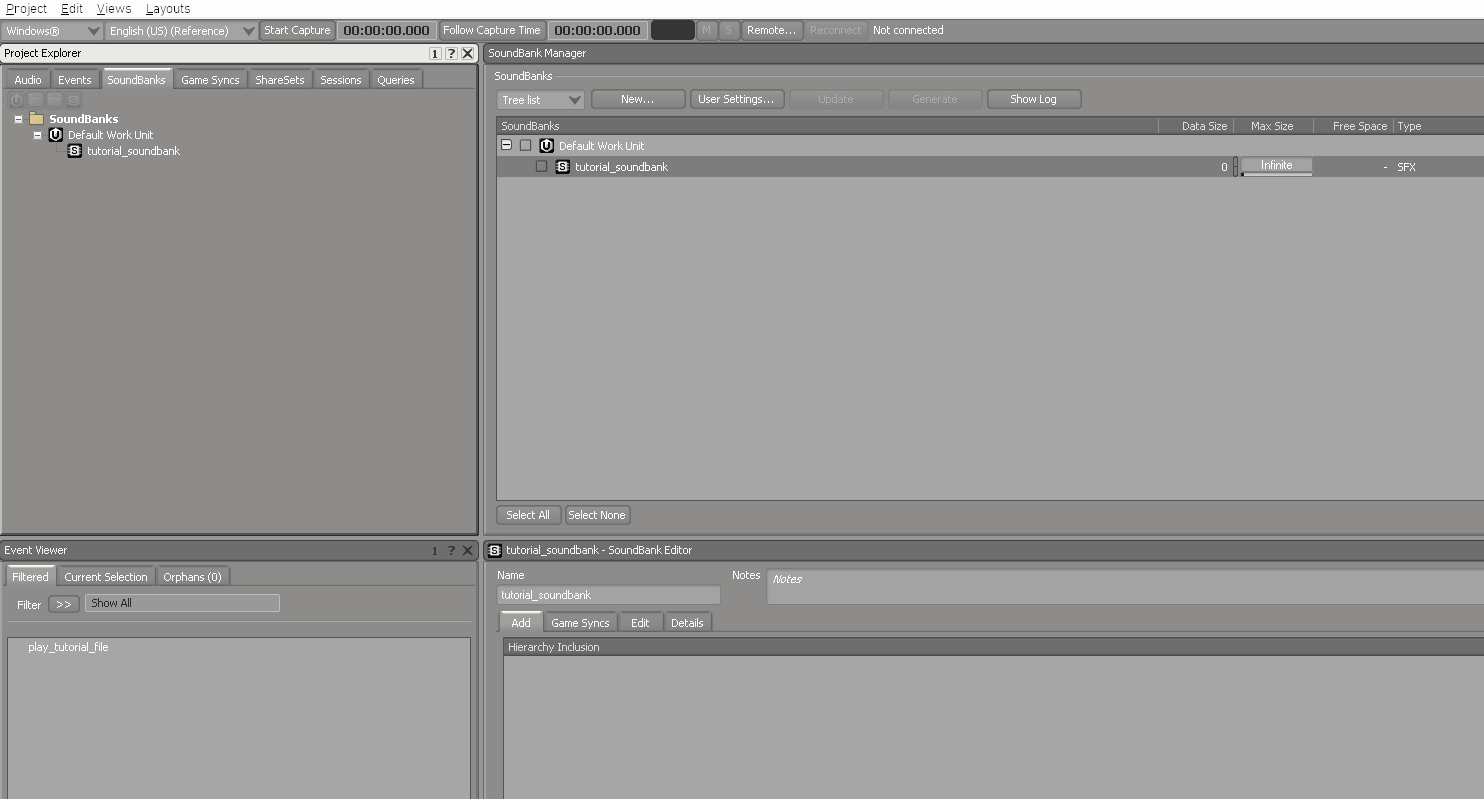 Project Edit Views Layouts
Windows® English (US) (Reference) Start Capture 00:00:00.000 Follow Capture Time 00:00:00.000 M S Remote... Reconnect Not connected
Project Explorer 1 ? X
Audio Events SoundBanks Game Syncs ShareSets Sessions Queries
SoundBanks
Default Work Unit
tutorial_soundbank
SoundBank Manager
SoundBanks
Tree list New... User Settings... Update Generate Show Log
SoundBanks Data Size Max Size Free Space Type
Default Work Unit
tutorial_soundbank 0 Infinite - SFX
Select All Select None
Event Viewer 1 ? X
Filtered Current Selection Orphans (0)
Filter >> Show All
play_tutorial_file
tutorial_soundbank - SoundBank Editor
Name Notes Notes
tutorial_soundbank
Add Game Syncs Edit Details
Hierarchy Inclusion